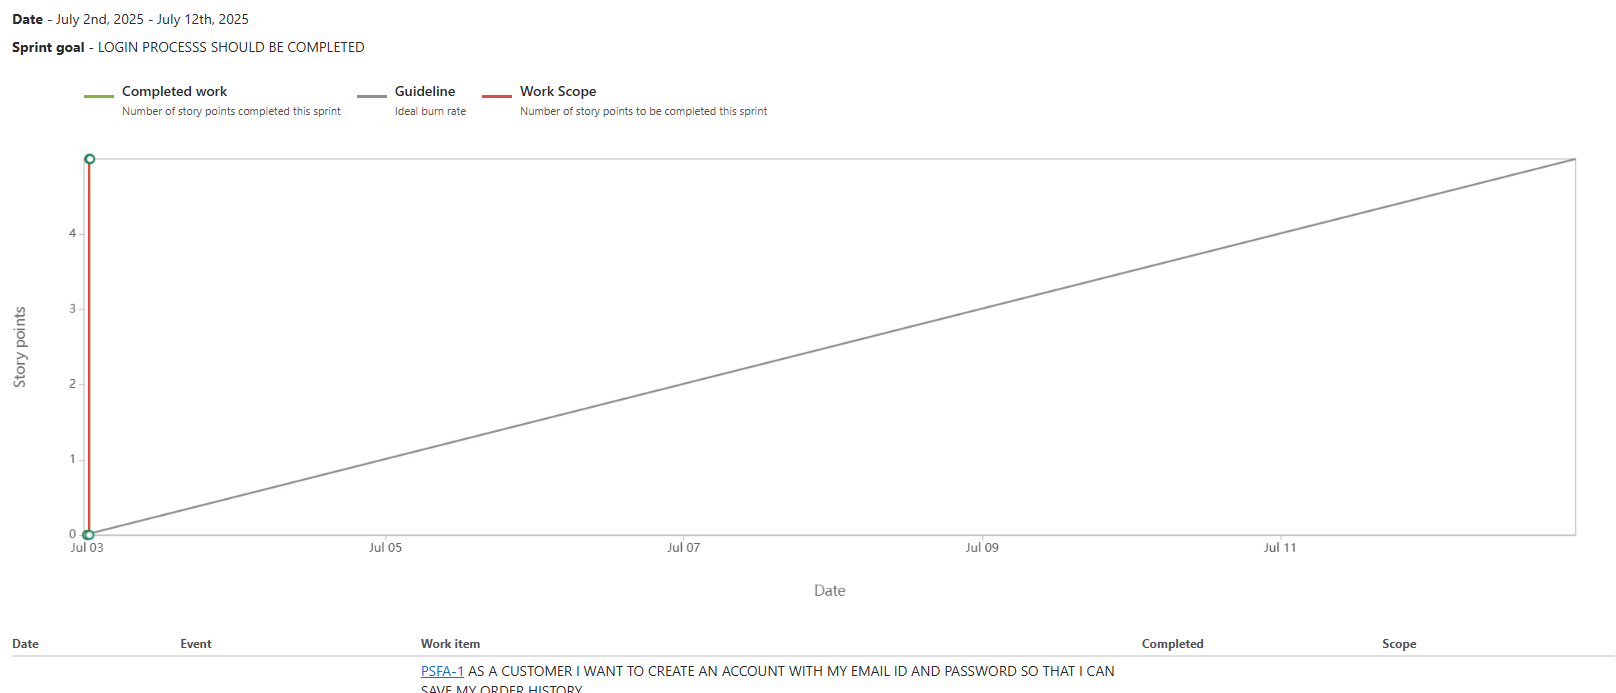 Date - July 2nd, 2025 - July 12th, 2025
Sprint goal - LOGIN PROCESSS SHOULD BE COMPLETED
Completed work
Number of story points completed this sprint
Guideline
Ideal burn rate
Work Scope
Number of story points to be completed this sprint
Story points
4
3
2
1
0
Jul 03
Jul 05
Jul 07
Jul 09
Jul 11
Date
Date Event Work item Completed Scope
PSFA-1 AS A CUSTOMER I WANT TO CREATE AN ACCOUNT WITH MY EMAIL ID AND PASSWORD SO THAT I CAN
SAVE MY ORDER HISTORY